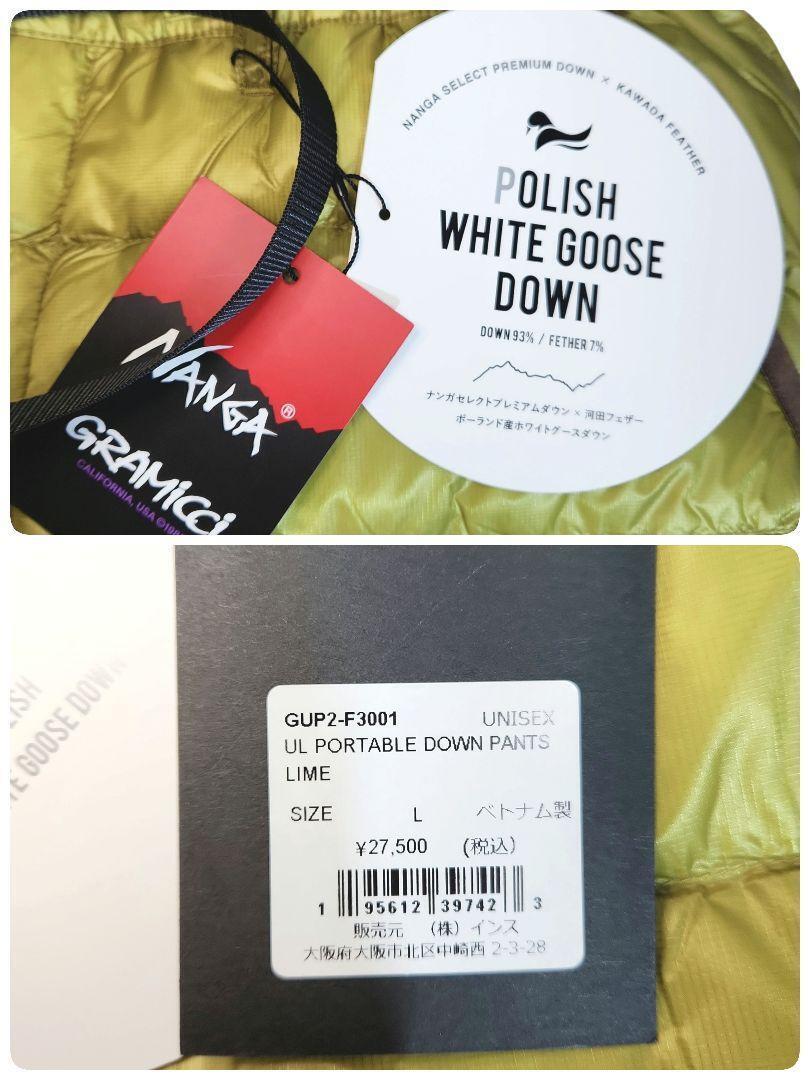 NANGA SELECT PREMIUM DOWN × KAWADA FEATHER
POLISH
WHITE GOOSE
DOWN
DOWN 93% / FETHER 7%
ナンガセレクトプレミアムダウン × 河田フェザー
ポーランド産ホワイトグースダウン
NANGA®
GRAMICCI
CALIFORNIA, USA ©198
LISH
TE GOOSE DOWN
GUP2-F3001 UNISEX
UL PORTABLE DOWN PANTS
LIME
SIZE L ベトナム製
¥27,500 (税込)
1 95612 39742 3
販売元 (株) インス
大阪府大阪市北区中崎西 2-3-28